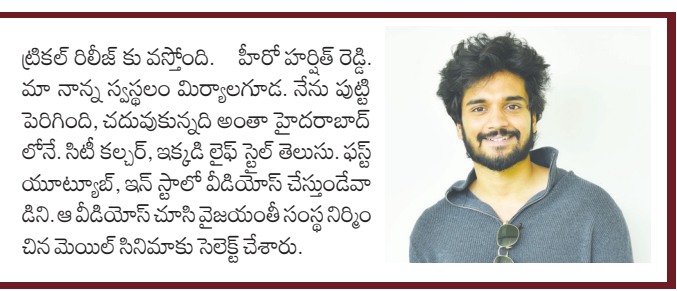 ట్రికల్ రిలీజ్ కు వస్తోంది. హీరో హర్షిత్ రెడ్డి.
మా నాన్న స్వస్థలం మిర్యాలగూడ. నేను పుట్టి
పెరిగింది, చదువుకున్నది అంతా హైదరాబాద్
లోనే. సిటీ కల్చర్, ఇక్కడి లైఫ్ స్టైల్ తెలుసు. ఫస్ట్
యూట్యూబ్, ఇన్ స్టాలో వీడియోస్ చేస్తుండేవా
డిని. ఆ వీడియోస్ చూసి వైజయంతీ సంస్థ నిర్మిం
చిన మెయిల్ సినిమాకు సెలెక్ట్ చేశారు.